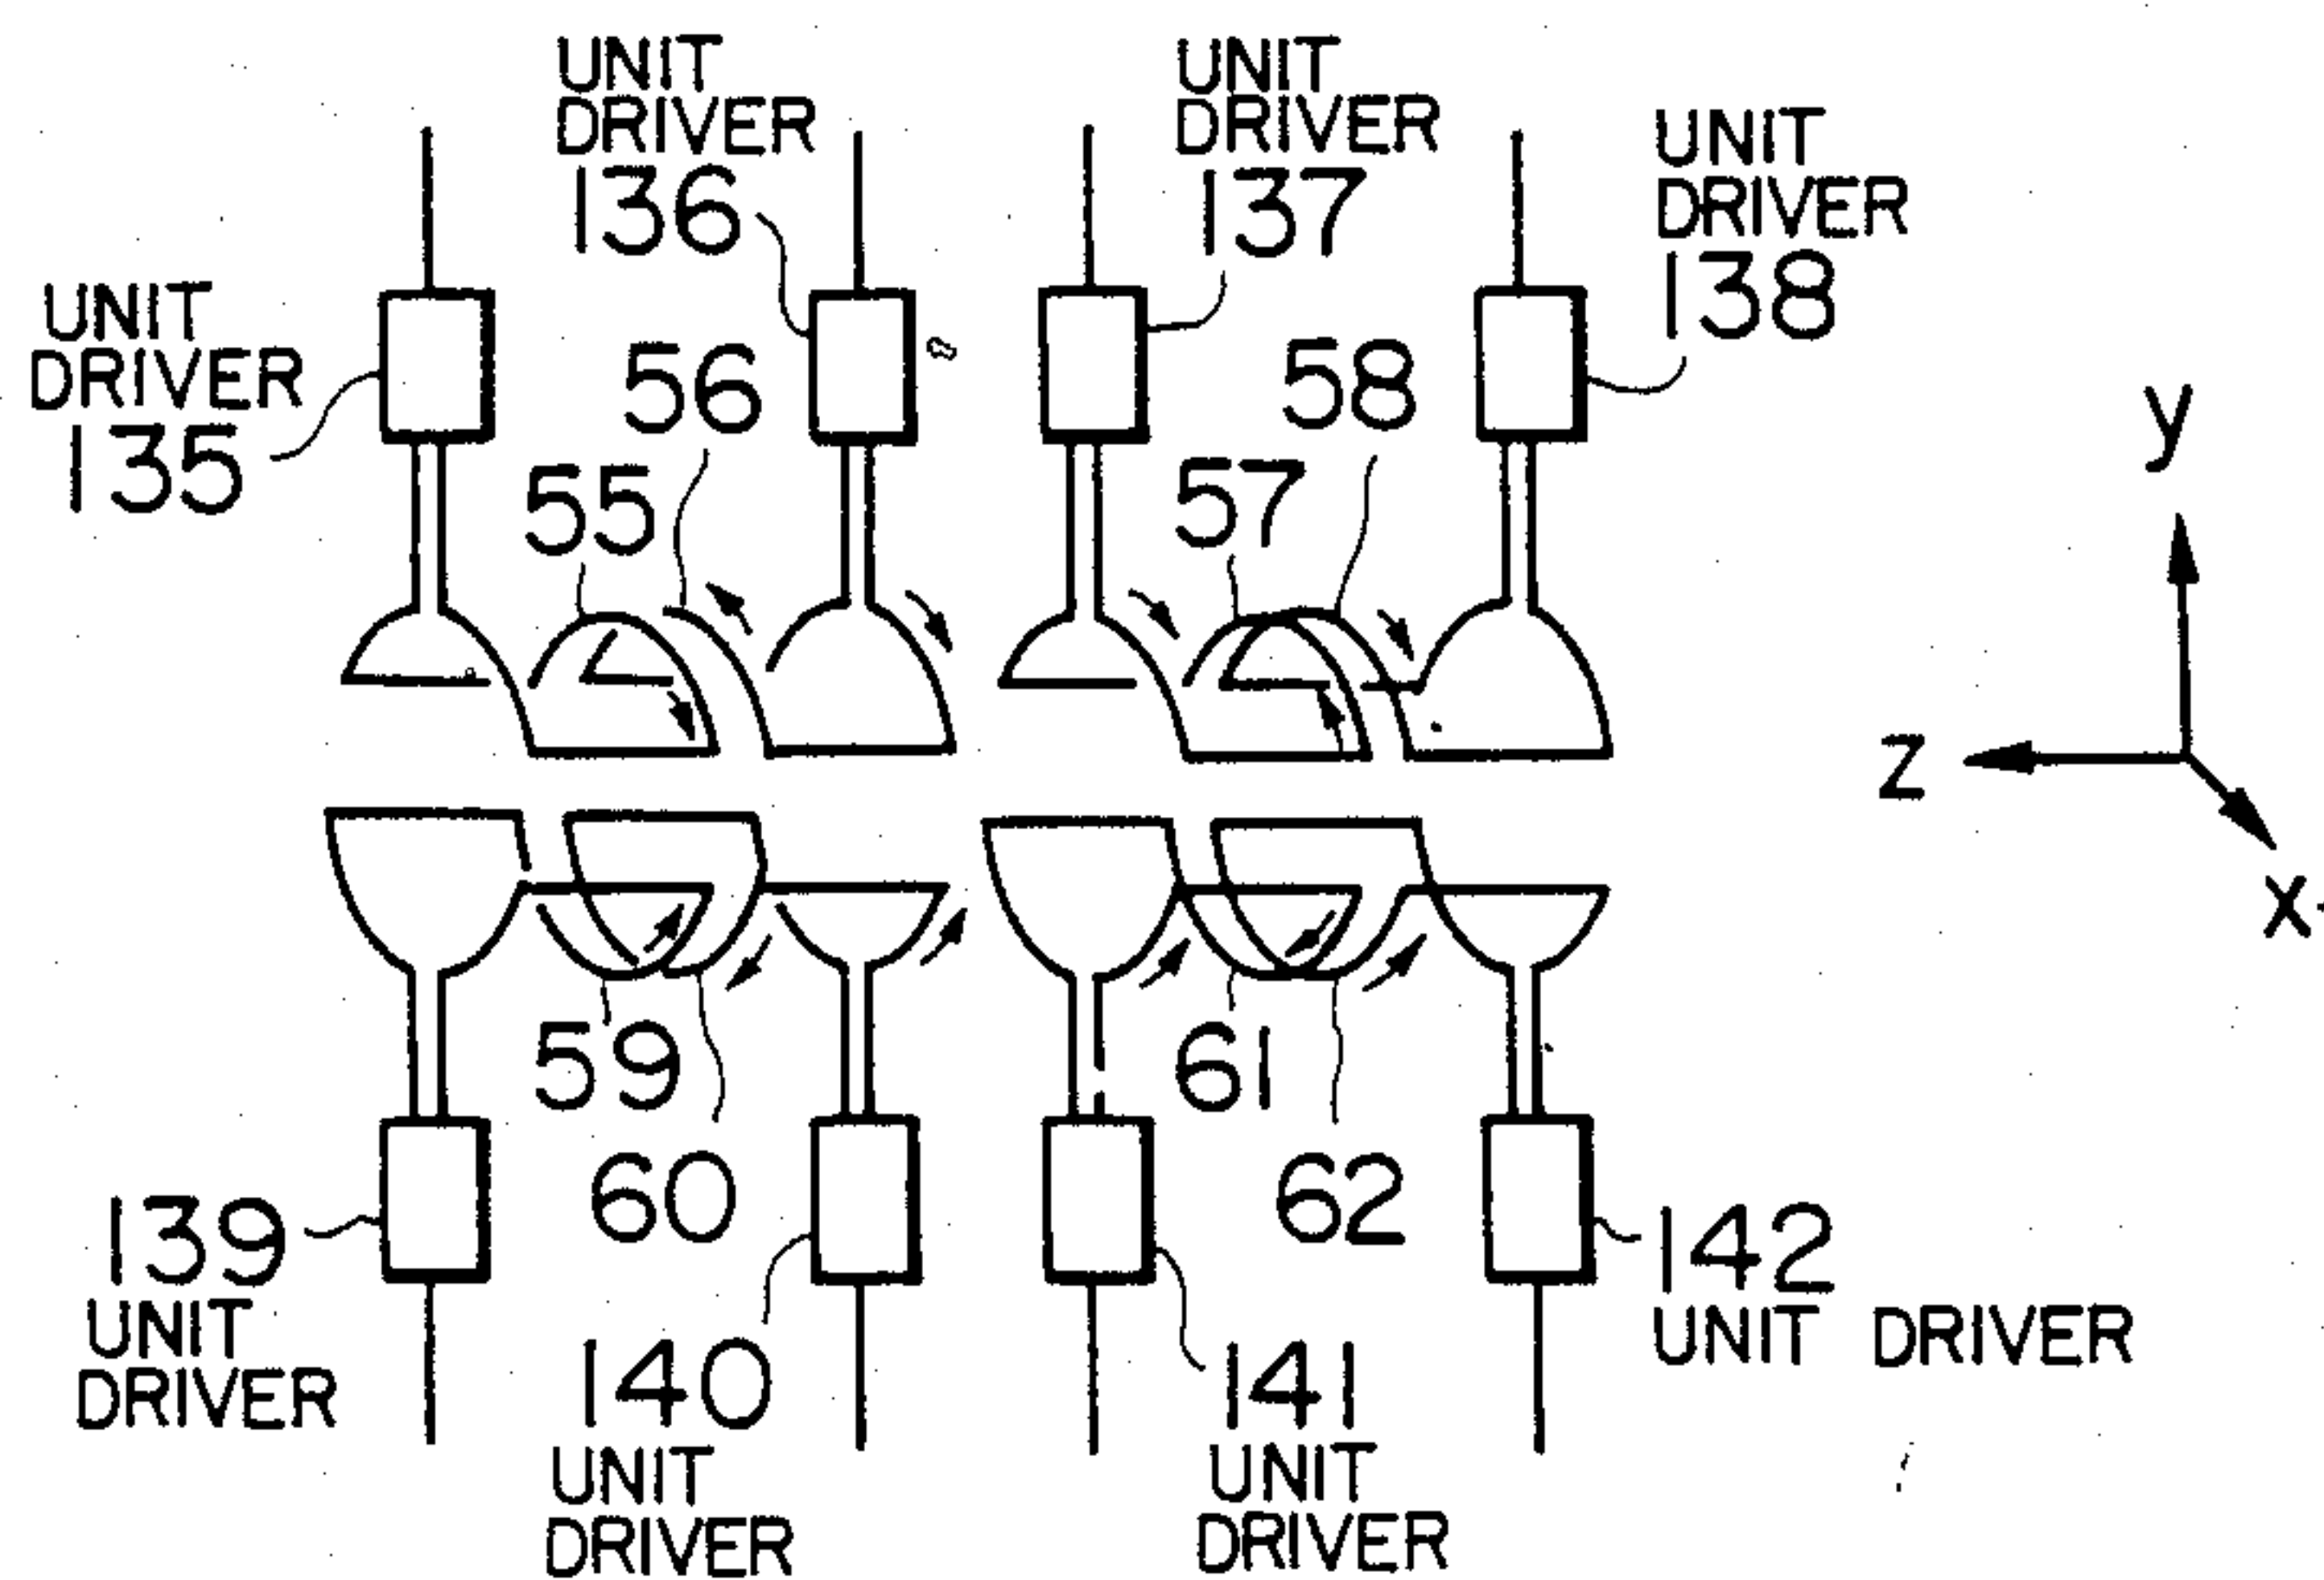 UNIT
DRIVER
136
UNIT
DRIVER
137
UNIT
DRIVER
138
UNIT
DRIVER
135
56
55
58
57
y
z
x
59
60
61
62
139
UNIT
DRIVER
140
UNIT
DRIVER
141
UNIT
DRIVER
142
UNIT DRIVER